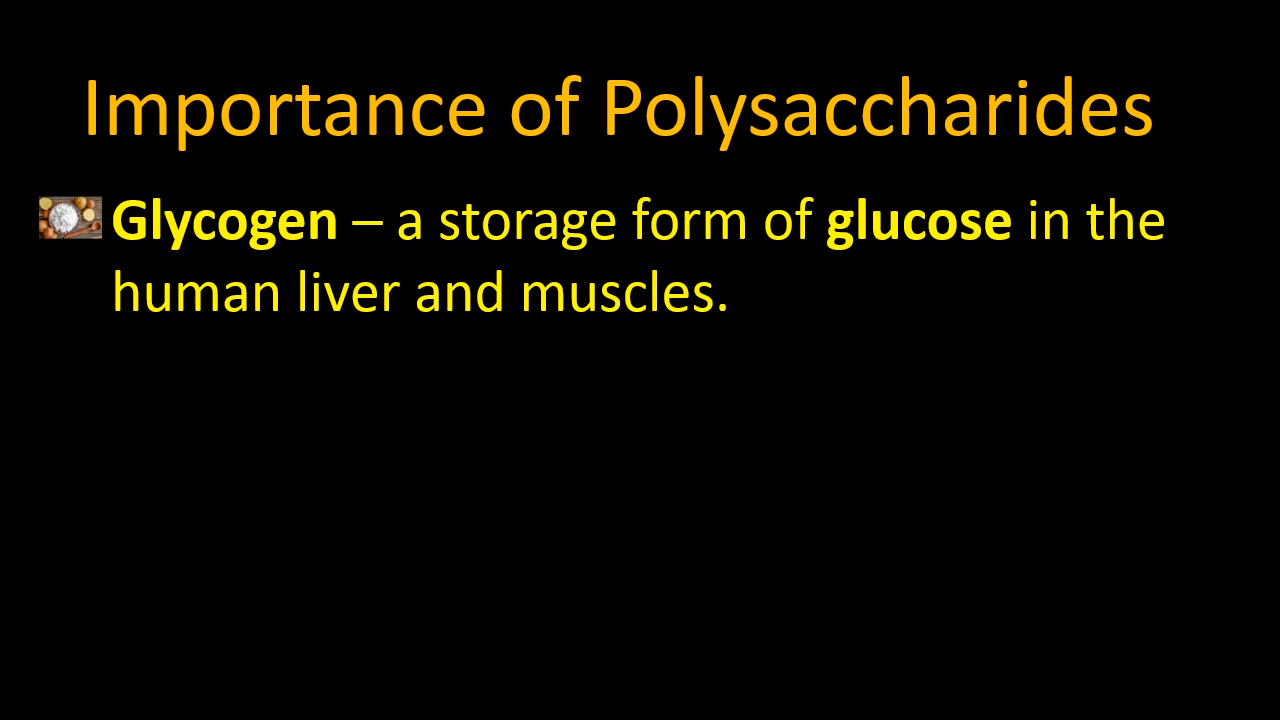 Importance of Polysaccharides
Glycogen – a storage form of glucose in the
human liver and muscles.